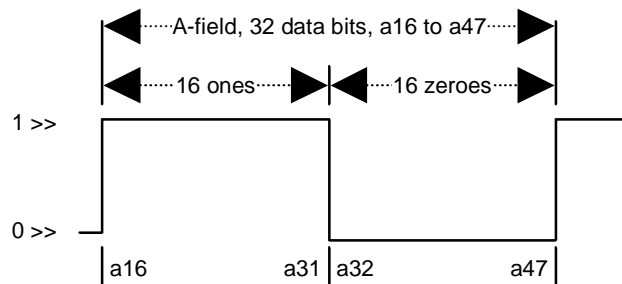 A-field, 32 data bits, a16 to a47
16 ones 16 zeroes
1 >>
0 >>
a16 a31 a32 a47